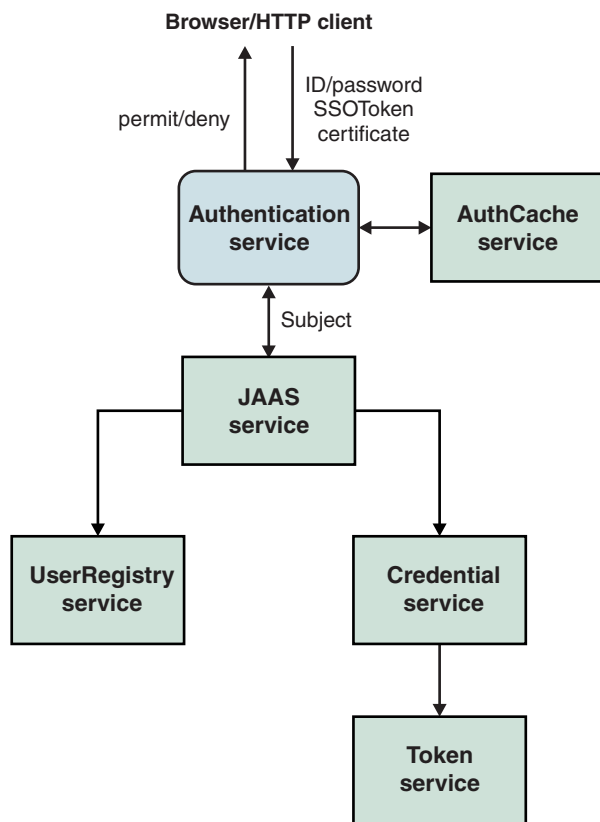 Browser/HTTP client
permit/deny
ID/password
SSOToken
certificate
Authentication
service
AuthCache
service
Subject
JAAS
service
UserRegistry
service
Credential
service
Token
service